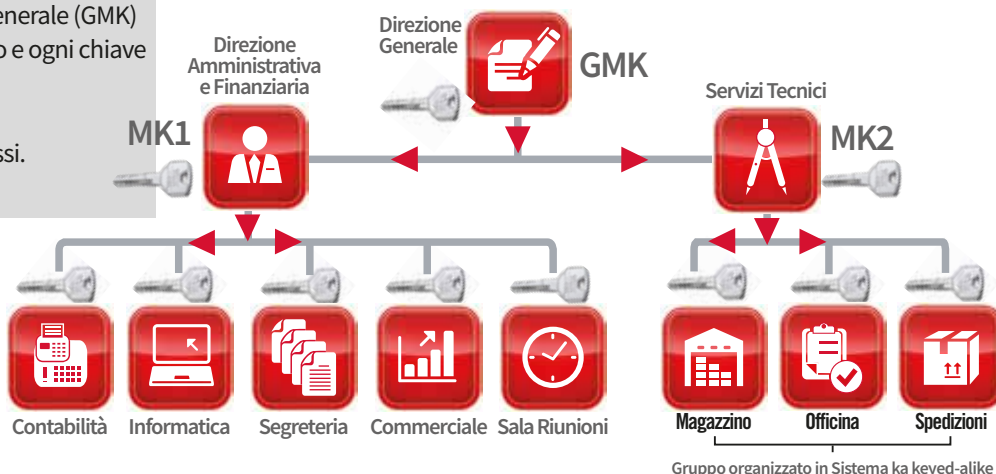 enerale (GMK)
o e ogni chiave
ssi.
Direzione
Generale
GMK
Direzione
Amministrativa
e Finanziaria
MK1
Servizi Tecnici
MK2
Contabilità
Informatica
Segreteria
Commerciale
Sala Riunioni
Magazzino
Officina
Spedizioni
Gruppo organizzato in Sistema ka keyed-alike